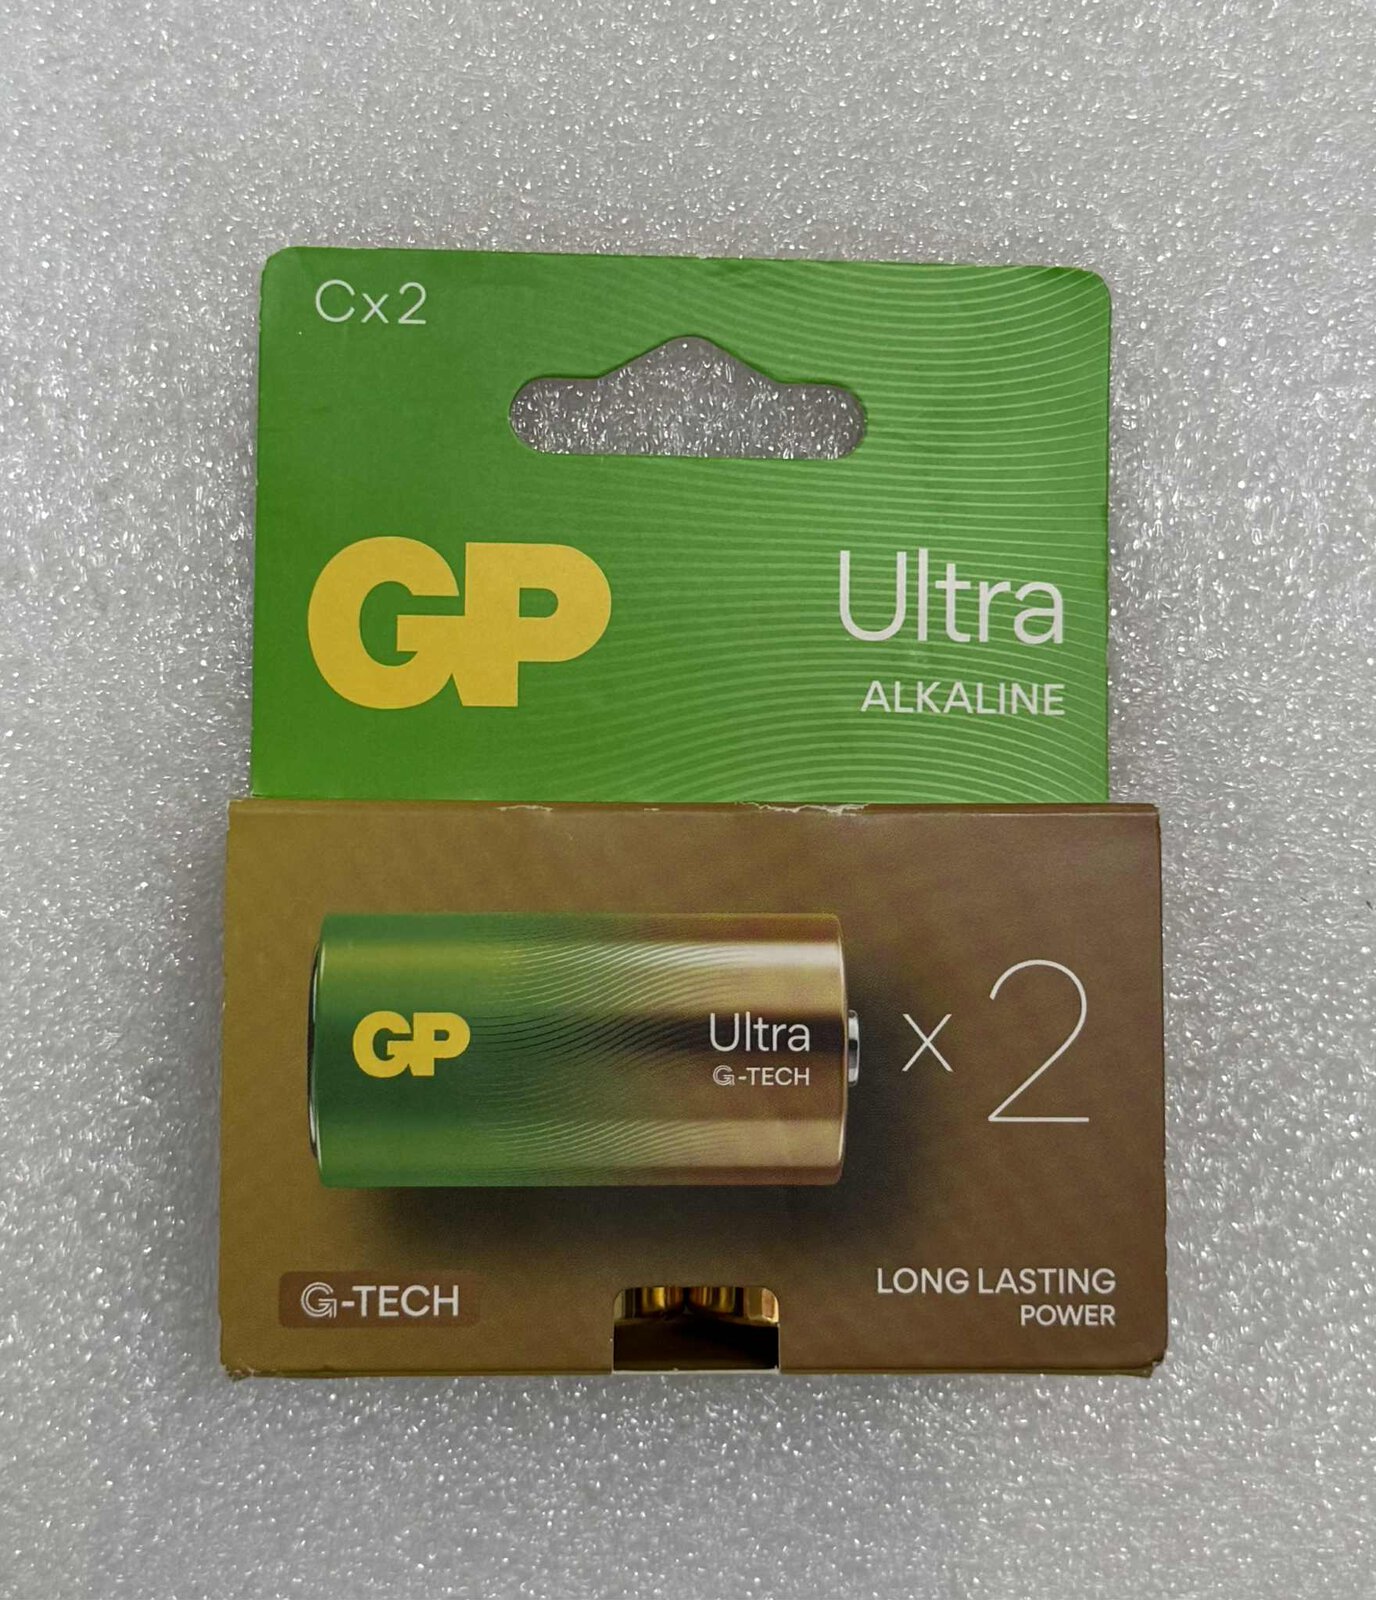 Cx2
GP
Ultra
ALKALINE
GP
Ultra
G-TECH
x 2
G-TECH
LONG LASTING
POWER